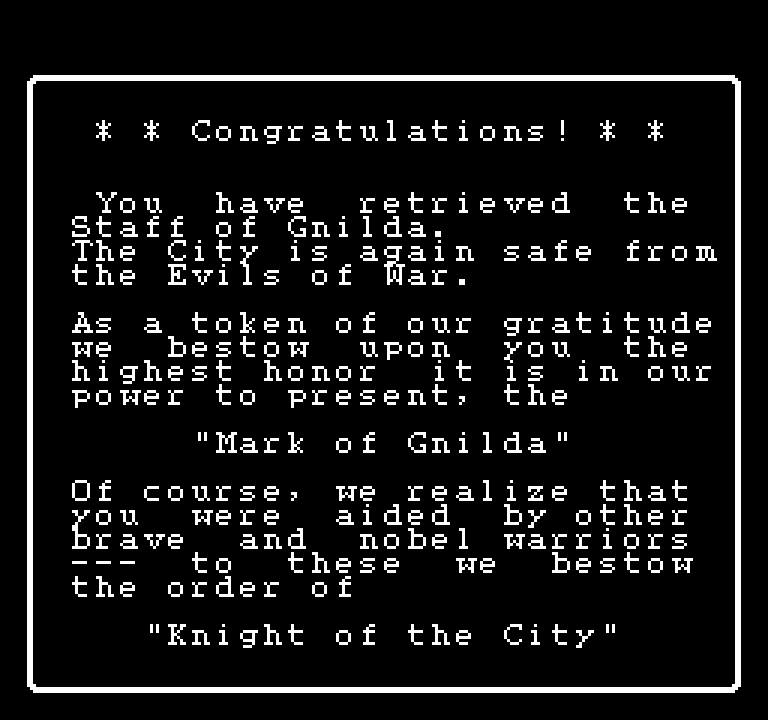 * * Congratulations! * *
You have retrieved the
Staff of Gnilda.
The City is again safe from
the Evils of War.
As a token of our gratitude
we bestow upon you the
highest honor it is in our
power to present, the
"Mark of Gnilda"
Of course, we realize that
you were aided by other
brave and nobel warriors
--- to these we bestow
the order of
"Knight of the City"